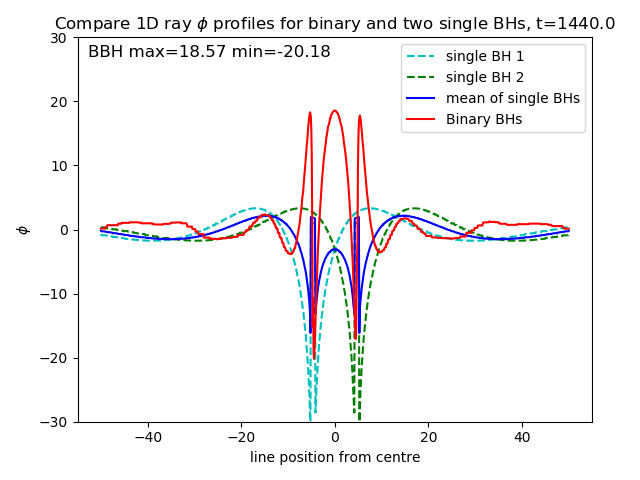 Compare 1D ray ϕ profiles for binary and two single BHs, t=1440.0
BBH max=18.57 min=-20.18
single BH 1
single BH 2
mean of single BHs
Binary BHs
30
20
10
0
−10
−20
−30
ϕ
−40
−20
0
20
40
line position from centre